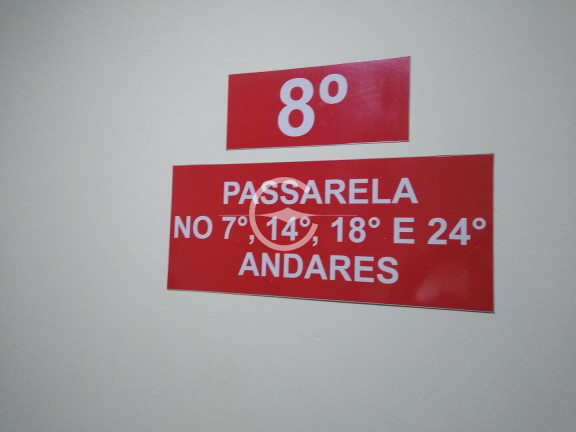 8º
PASSARELA
NO 7°, 14°, 18° E 24°
ANDARES